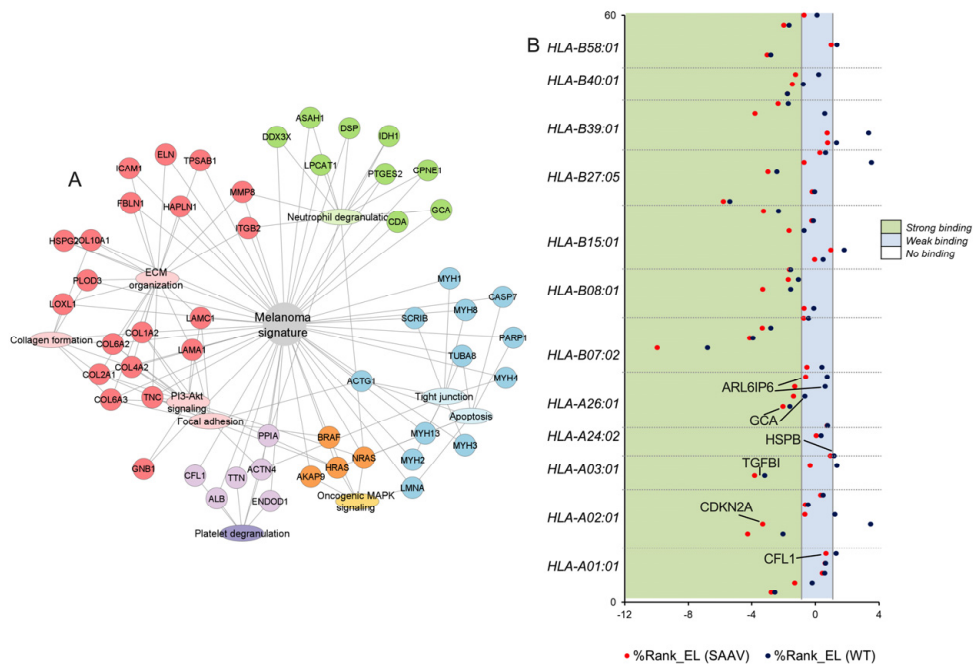 A
DDX3X
ASAH1
DSP
IDH1
LPCAT1
PTGES2
CPNE1
GCA
CDA
Neutrophil degranulatic
ELN
TPSAB1
ICAM1
FBLN1
HAPLN1
MMP8
ITGB2
HSPG2
OL10A1
PLOD3
ECM
organization
LOXL1
Collagen formation
LAMC1
COL1A2
COL6A2
LAMA1
COL2A1
COL4A2
COL6A3
TNC
PI3-Akt
signaling
Focal adhesion
GNB1
Melanoma
signature
MYH1
CASP7
SCRIB
MYH8
PARP1
TUBA8
MYH4
ACTG1
Tight junction
Apoptosis
MYH13
MYH3
MYH2
LMNA
PPIA
CFL1
TTN
ACTN4
ALB
ENDOD1
Platelet degranulation
BRAF
NRAS
HRAS
AKAP9
Oncogenic MAPK
signaling
B
60
HLA-B58:01
HLA-B40:01
HLA-B39:01
HLA-B27:05
HLA-B15:01
HLA-B08:01
HLA-B07:02
HLA-A26:01
HLA-A24:02
HLA-A03:01
HLA-A02:01
HLA-A01:01
0
ARL6IP6
GCA
HSPB
TGFBI
CDKN2A
CFL1
-12 -8 -4 0 4
Strong binding
Weak binding
No binding
%Rank_EL (SAAV) %Rank_EL (WT)